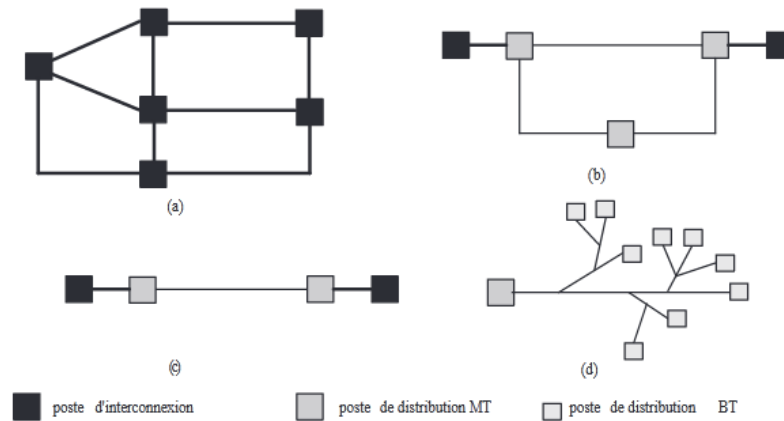 (a)
(b)
(c)
(d)
poste d'interconnexion
poste de distribution MT
poste de distribution BT